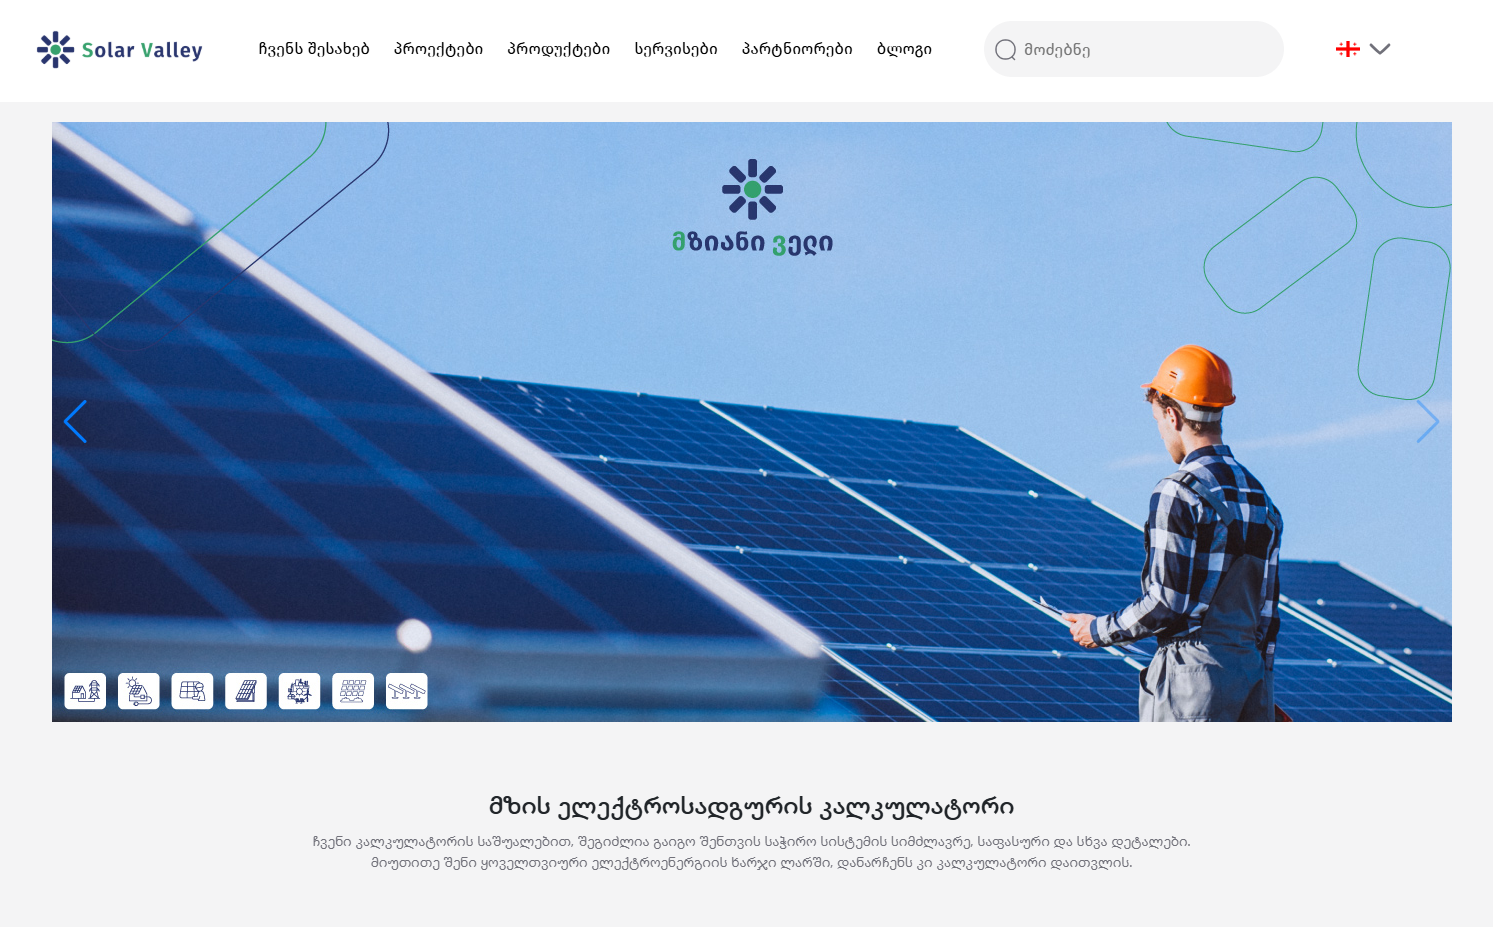 Solar Valley
ჩვენს შესახებ პროექტები პროდუქტები სერვისები პარტნიორები ბლოგი
მოძებნე
მზიანი ველი
მზის ელექტროსადგურის კალკულატორი
ჩვენი კალკულატორის საშუალებით, შეგიძლია გაიგო შენთვის საჭირო სისტემის სიმძლავრე, საფასური და სხვა დეტალები.
მიუთითე შენი ყოველთვიური ელექტროენერგიის ხარჯი ლარში, დანარჩენს კი კალკულატორი დაითვლის.